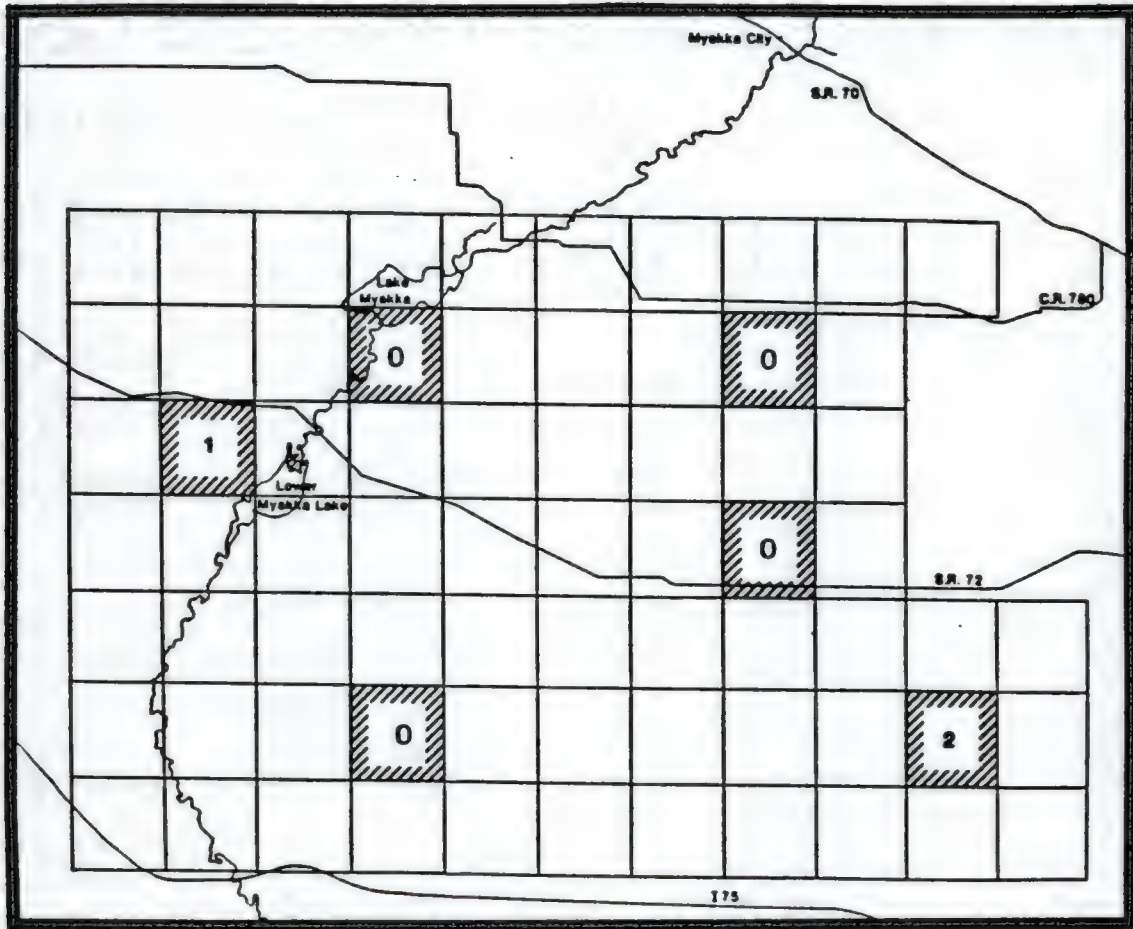 Myakka City
S.R. 70
Lake
Myakka
C.R. 780
0
0
1
Lower
Myakka Lake
0
S.R. 72
0
2
I 75